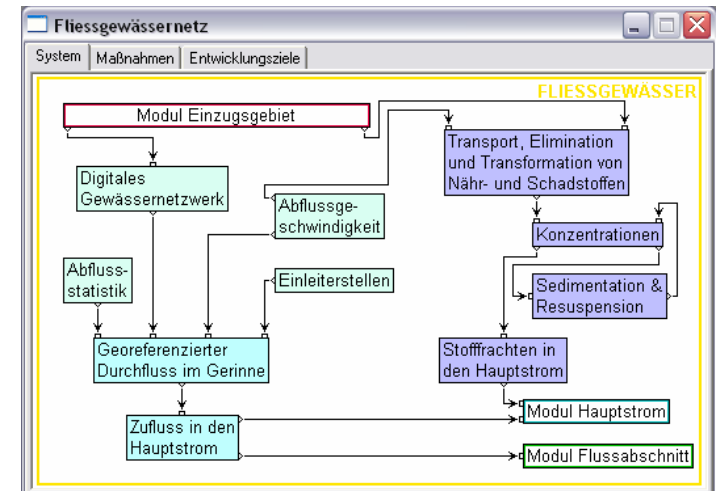 Fliessgewässernetz
System
Maßnahmen
Entwicklungsziele
FLIESSGEWÄSSER
Modul Einzugsgebiet
Transport, Elimination
und Transformation von
Nähr- und Schadstoffen
Digitales
Gewässernetzwerk
Abflussge-
schwindigkeit
Konzentrationen
Abfluss-
statistik
Einleiterstellen
Sedimentation &
Resuspension
Georeferenzierter
Durchfluss im Gerinne
Stofffrachten in
den Hauptstrom
Modul Hauptstrom
Zufluss in den
Hauptstrom
Modul Flussabschnitt